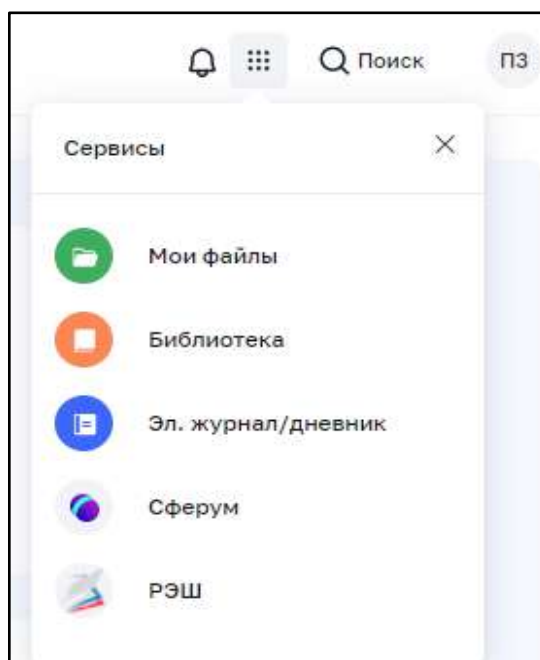 Поиск ПЗ
Сервисы
Мои файлы
Библиотека
Эл. журнал/дневник
Сферум
РЭШ